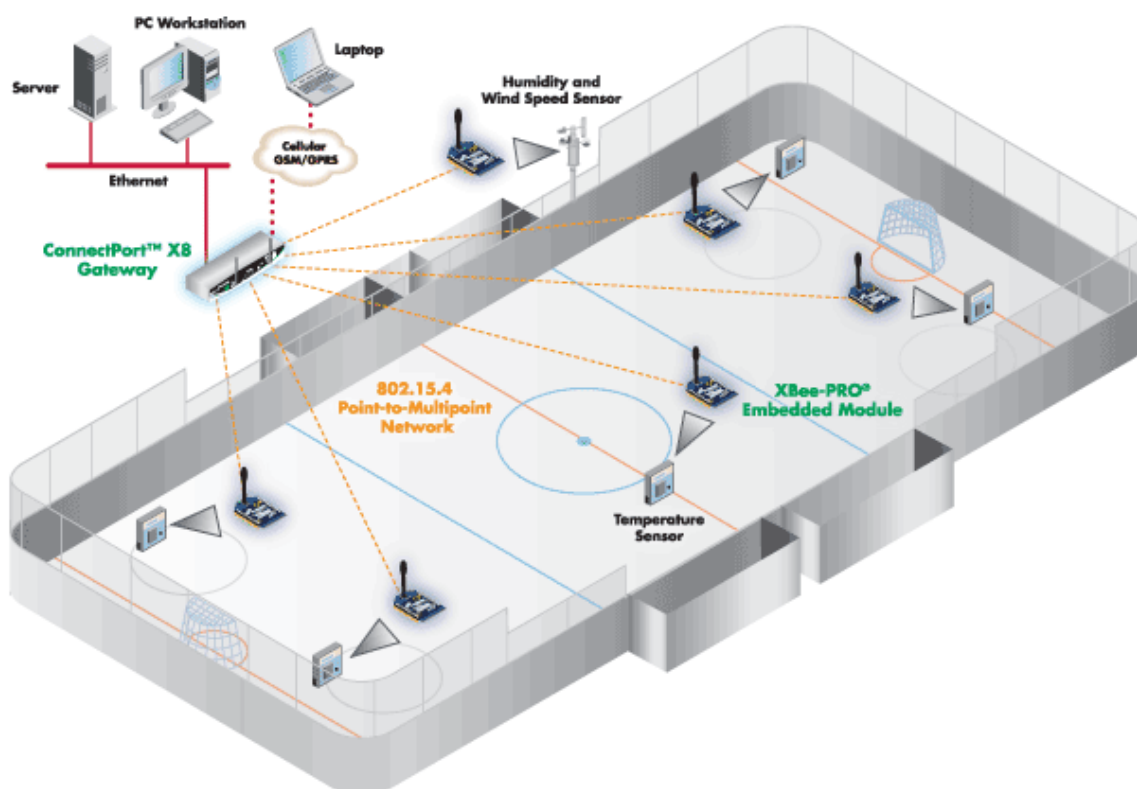 PC Workstation
Laptop
Server
Humidity and
Wind Speed Sensor
Cellular
GSM/GPRS
Ethernet
ConnectPort™ X8
Gateway
802.15.4
Point-to-Multipoint
Network
XBee-PRO®
Embedded Module
Temperature
Sensor